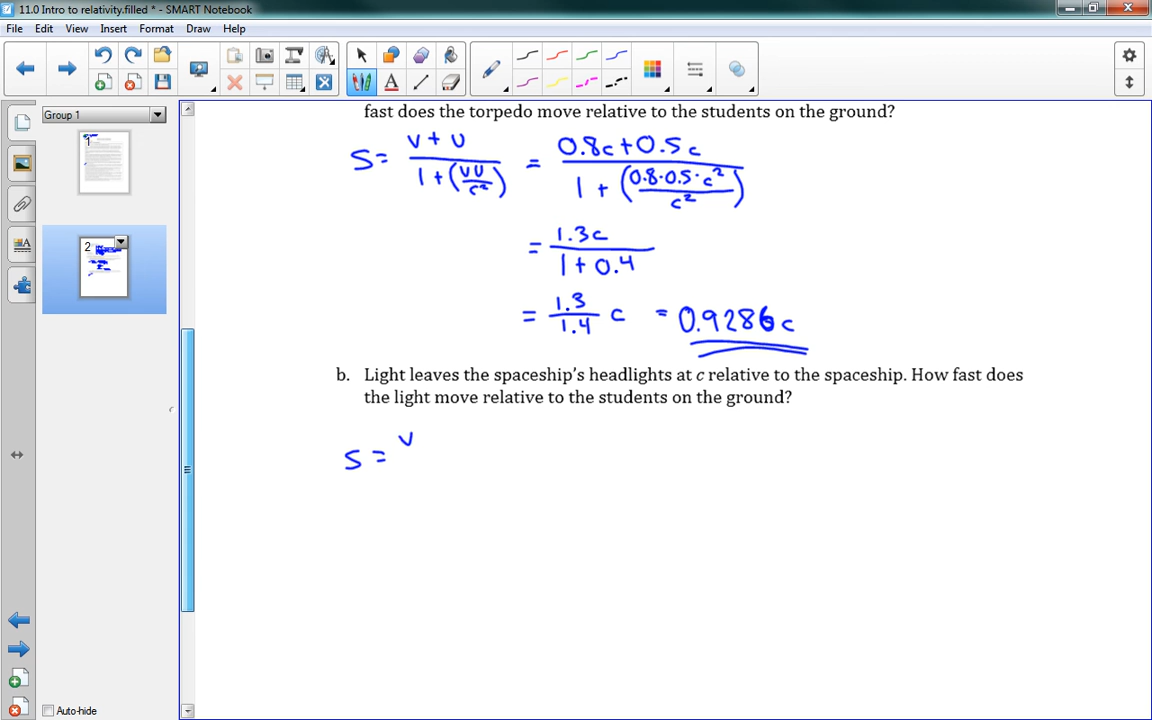 11.0 Intro to relativity.filled * - SMART Notebook
File Edit View Insert Format Draw Help
Group 1
1
2
fast does the torpedo move relative to the students on the ground?
S = (v + u) / (1 + (vu/c²)) = (0.8c + 0.5c) / (1 + (0.8·0.5·c²/c²))
= 1.3c / (1 + 0.4)
= 1.3/1.4 c = 0.9286c
b. Light leaves the spaceship's headlights at c relative to the spaceship. How fast does
the light move relative to the students on the ground?
S = v
Auto-hide